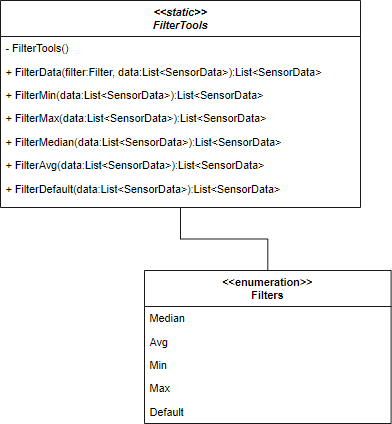 <<static>>
FilterTools
- FilterTools()
+ FilterData(filter:Filter, data:List<SensorData>):List<SensorData>
+ FilterMin(data:List<SensorData>):List<SensorData>
+ FilterMax(data:List<SensorData>):List<SensorData>
+ FilterMedian(data:List<SensorData>):List<SensorData>
+ FilterAvg(data:List<SensorData>):List<SensorData>
+ FilterDefault(data:List<SensorData>):List<SensorData>
<<enumeration>>
Filters
Median
Avg
Min
Max
Default